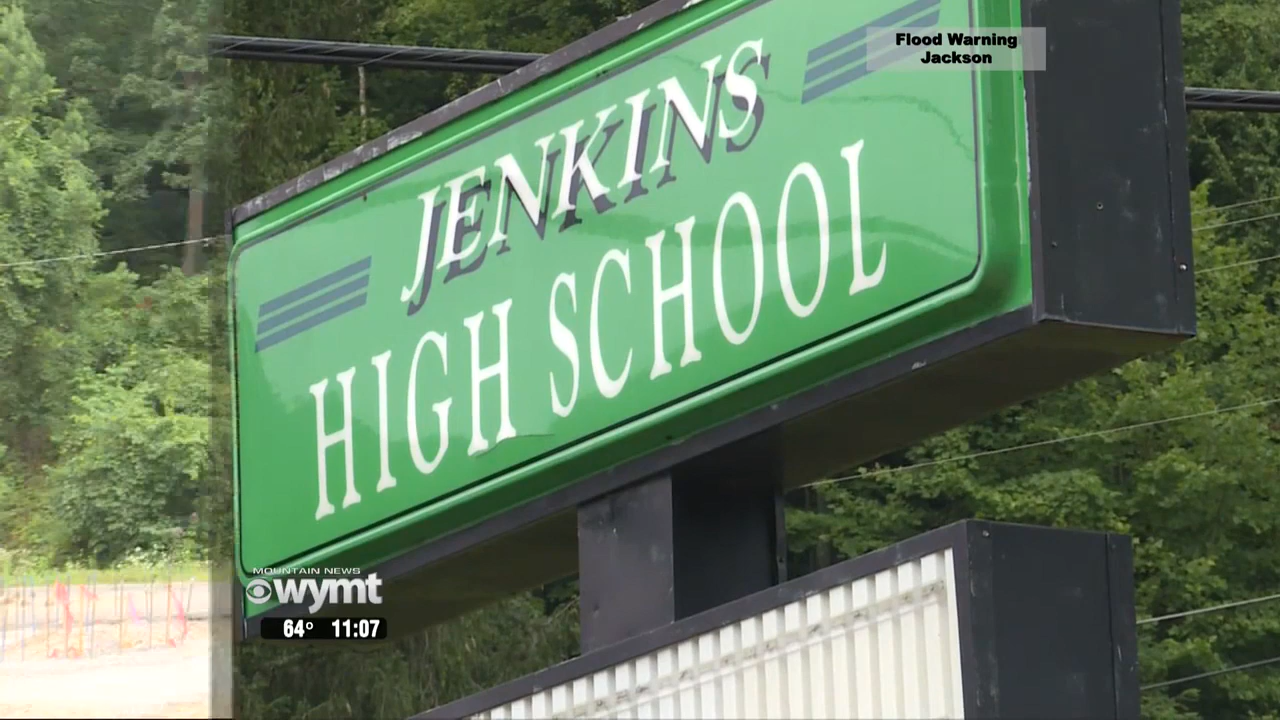 Flood Warning
Jackson
JENKINS
HIGH SCHOOL
MOUNTAIN NEWS
wymt
64° 11:07